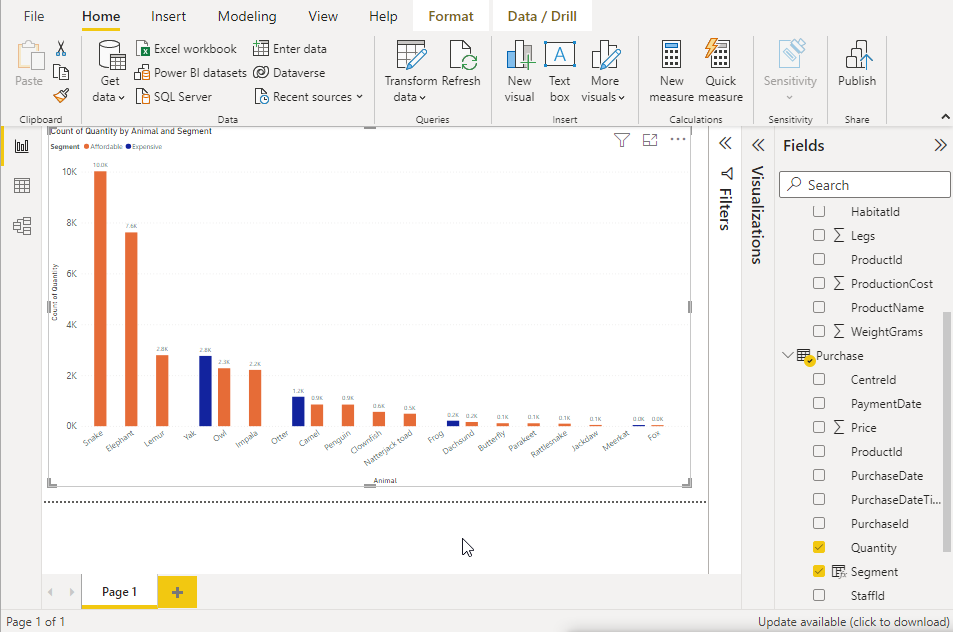 File Home Insert Modeling View Help Format Data / Drill
Paste
Get data
Excel workbook
Power BI datasets
SQL Server
Enter data
Dataverse
Recent sources
Transform data
Refresh
New visual
Text box
A
More visuals
New measure
Quick measure
Sensitivity
Publish
Clipboard Data Queries Insert Calculations Sensitivity Share
Count of Quantity by Animal and Segment
Segment Affordable Expensive
Count of Quantity
10K
8K
6K
4K
2K
0K
10.0K 7.6K 2.8K 2.8K 2.3K 2.2K 1.2K 0.9K 0.9K 0.6K 0.5K 0.2K 0.2K 0.1K 0.1K 0.1K 0.1K 0.0K 0.0K
Snake Elephant Lemur Yak Owl Impala Otter Camel Penguin Clownfish Natterjack toad Frog Dachsund Butterfly Parakeet Rattlesnake Jackdaw Meerkat Fox
Animal
Filters
Visualizations
Fields
Search
HabitatId
Legs
ProductId
ProductionCost
ProductName
WeightGrams
Purchase
CentreId
PaymentDate
Price
ProductId
PurchaseDate
PurchaseDateTi...
PurchaseId
Quantity
Segment
StaffId
Page 1
Page 1 of 1
Update available (click to download)